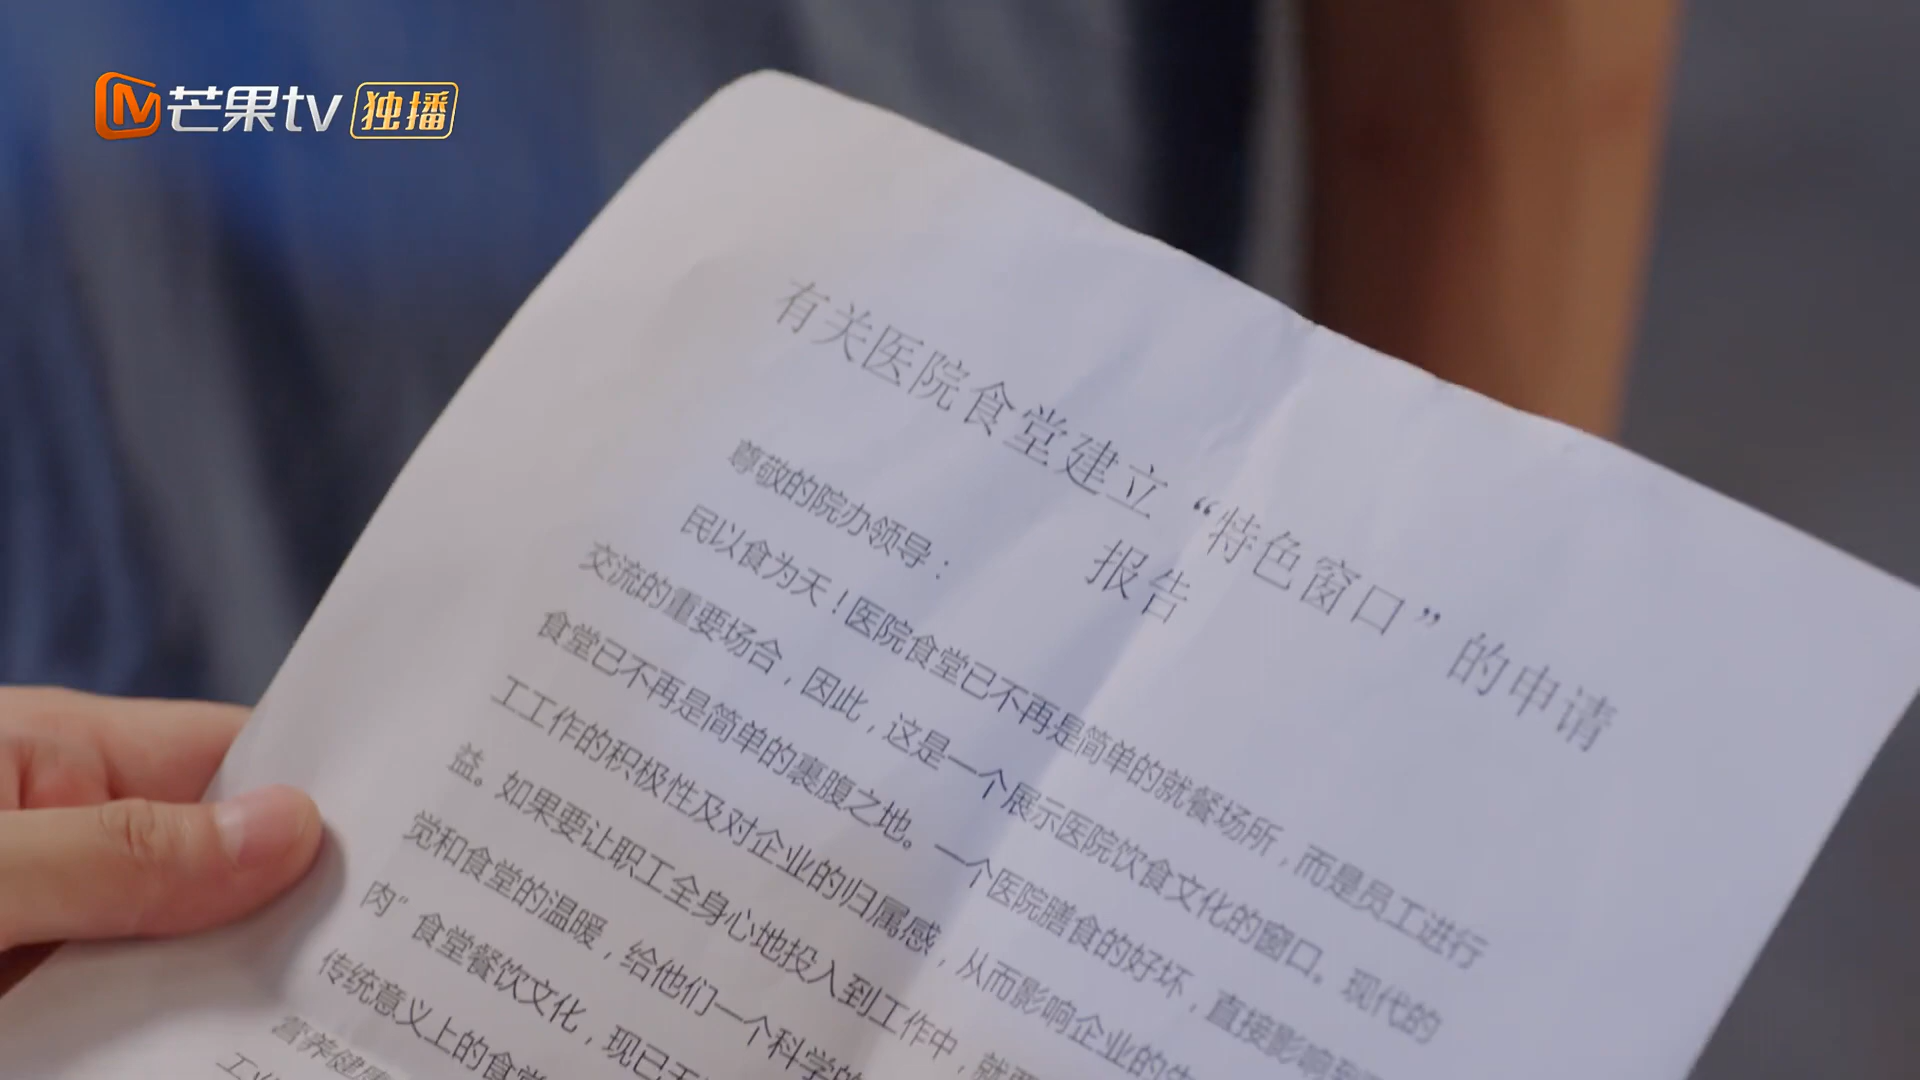 芒果tv 独播
有关医院食堂建立“特色窗口”的申请
报告
尊敬的院办领导：
民以食为天！医院食堂已不再是简单的就餐场所，而是员工进行
交流的重要场合，因此，这是一个展示医院饮食文化的窗口。现代的
食堂已不再是简单的裹腹之地。一个医院膳食的好坏，直接影响到
工工作的积极性及对企业的归属感，从而影响企业的
益。如果要让职工全身心地投入到工作中，就要
觉和食堂的温暖，给他们一个科学的
肉”食堂餐饮文化，现已
传统意义上的食堂
营养健康